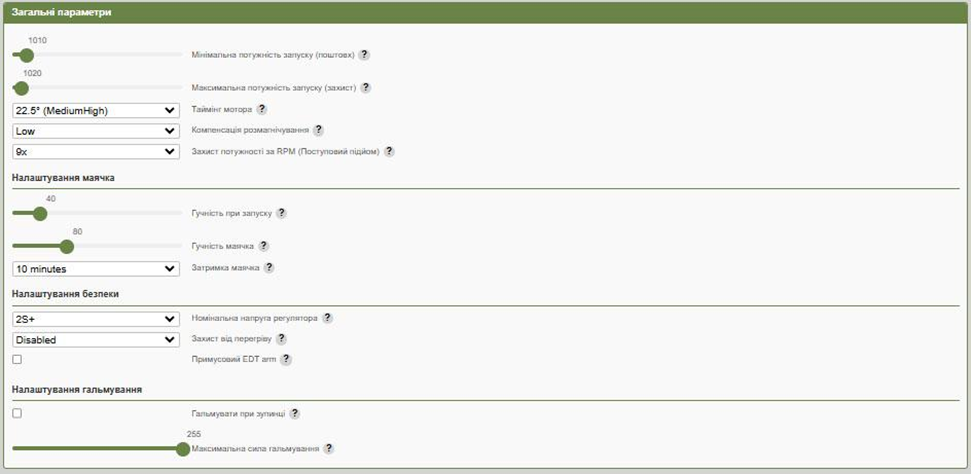 Загальні параметри
1010
Мінімальна потужність запуску (поштовх) ?
1020
Максимальна потужність запуску (захист) ?
22.5° (MediumHigh) Таймінг мотора ?
Low Компенсація розмагнічування ?
9x Захист потужності за RPM (Поступовий підйом) ?
Налаштування маячка
40
Гучність при запуску ?
80
Гучність маячка ?
10 minutes Затримка маячка ?
Налаштування безпеки
2S+ Номінальна напруга регулятора ?
Disabled Захист від перегріву ?
Примусовий EDT arm ?
Налаштування гальмування
Гальмувати при зупинці ?
255
Максимальна сила гальмування ?